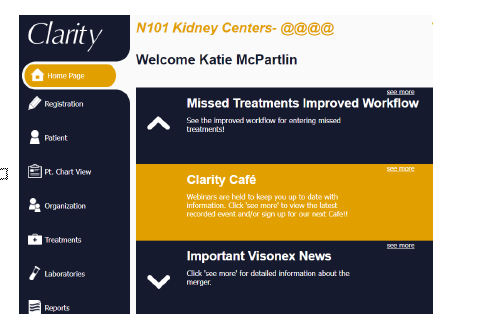 Clarity
N101 Kidney Centers- @@@@
Welcome Katie McPartlin
Home Page
Registration
Patient
Pt. Chart View
Organization
Treatments
Laboratories
Reports
see more
Missed Treatments Improved Workflow
See the improved workflow for entering missed
treatments!
see more
Clarity Café
Webinars are held to keep you up to date with
information. Click 'see more' to view the latest
recorded event and/or sign up for our next Café!!
see more
Important Visonex News
Click 'see more' for detailed information about the
merger.